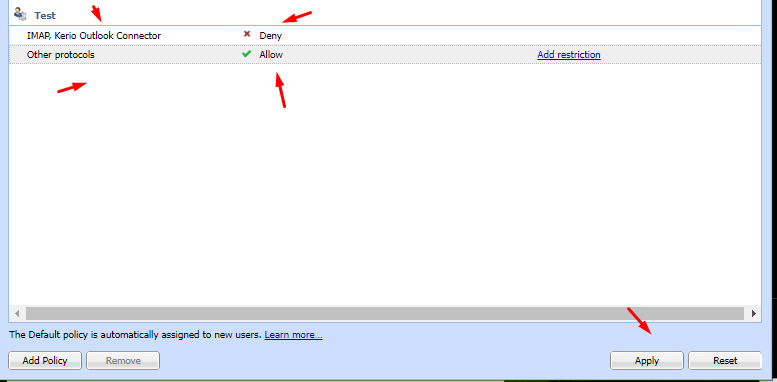 Test
IMAP, Kerio Outlook Connector Deny
Other protocols Allow Add restriction
The Default policy is automatically assigned to new users. Learn more...
Add Policy Remove Apply Reset